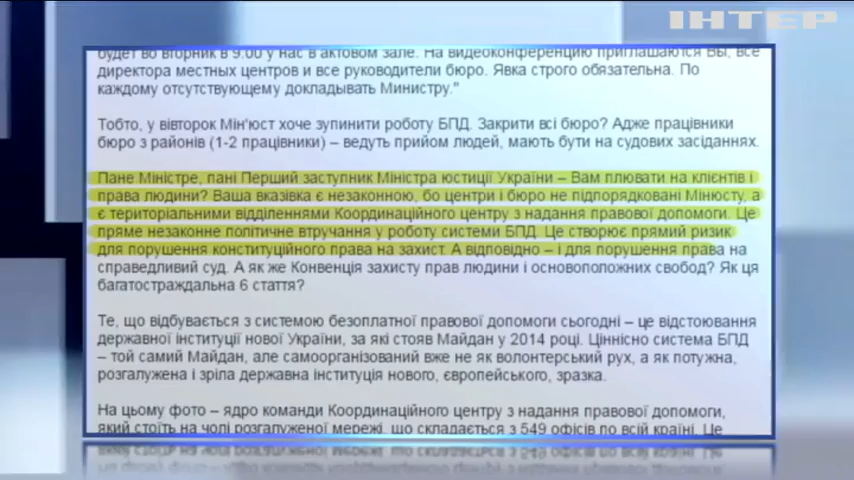 ІНТЕР
будет во вторник в 9.00 у нас в актовом зале. На видеоконференцию приглашаются Вы, все
директора местных центров и все руководители бюро. Явка строго обязательна. По
каждому отсутствующему докладывать Министру."
Тобто, у вівторок Мін'юст хоче зупинити роботу БПД. Закрити всі бюро? Адже працівники
бюро з районів (1-2 працівники) – ведуть прийом людей, мають бути на судових засіданнях.
Пане Міністре, пані Перший заступник Міністра юстиції України – Вам плювати на клієнтів і
права людини? Ваша вказівка є незаконною, бо центри і бюро не підпорядковані Мінюсту, а
є територіальними відділеннями Координаційного центру з надання правової допомоги. Це
пряме незаконне політичне втручання у роботу системи БПД. Це створює прямий ризик
для порушення конституційного права на захист. А відповідно – і для порушення права на
справедливий суд. А як же Конвенція захисту прав людини і основоположних свобод? Як ця
багатостраждальна 6 стаття?
Те, що відбувається з системою безоплатної правової допомоги сьогодні – це відстоювання
державної інституції нової України, за які стояв Майдан у 2014 році. Ціннісно система БПД
– той самий Майдан, але самоорганізований вже не як волонтерський рух, а як потужна,
розгалужена і зріла державна інституція нового, європейського, зразка.
На цьому фото – ядро команди Координаційного центру з надання правової допомоги,
який стоїть на чолі розгалуженої мережі, що складається з 549 офісів по всій країні. Це